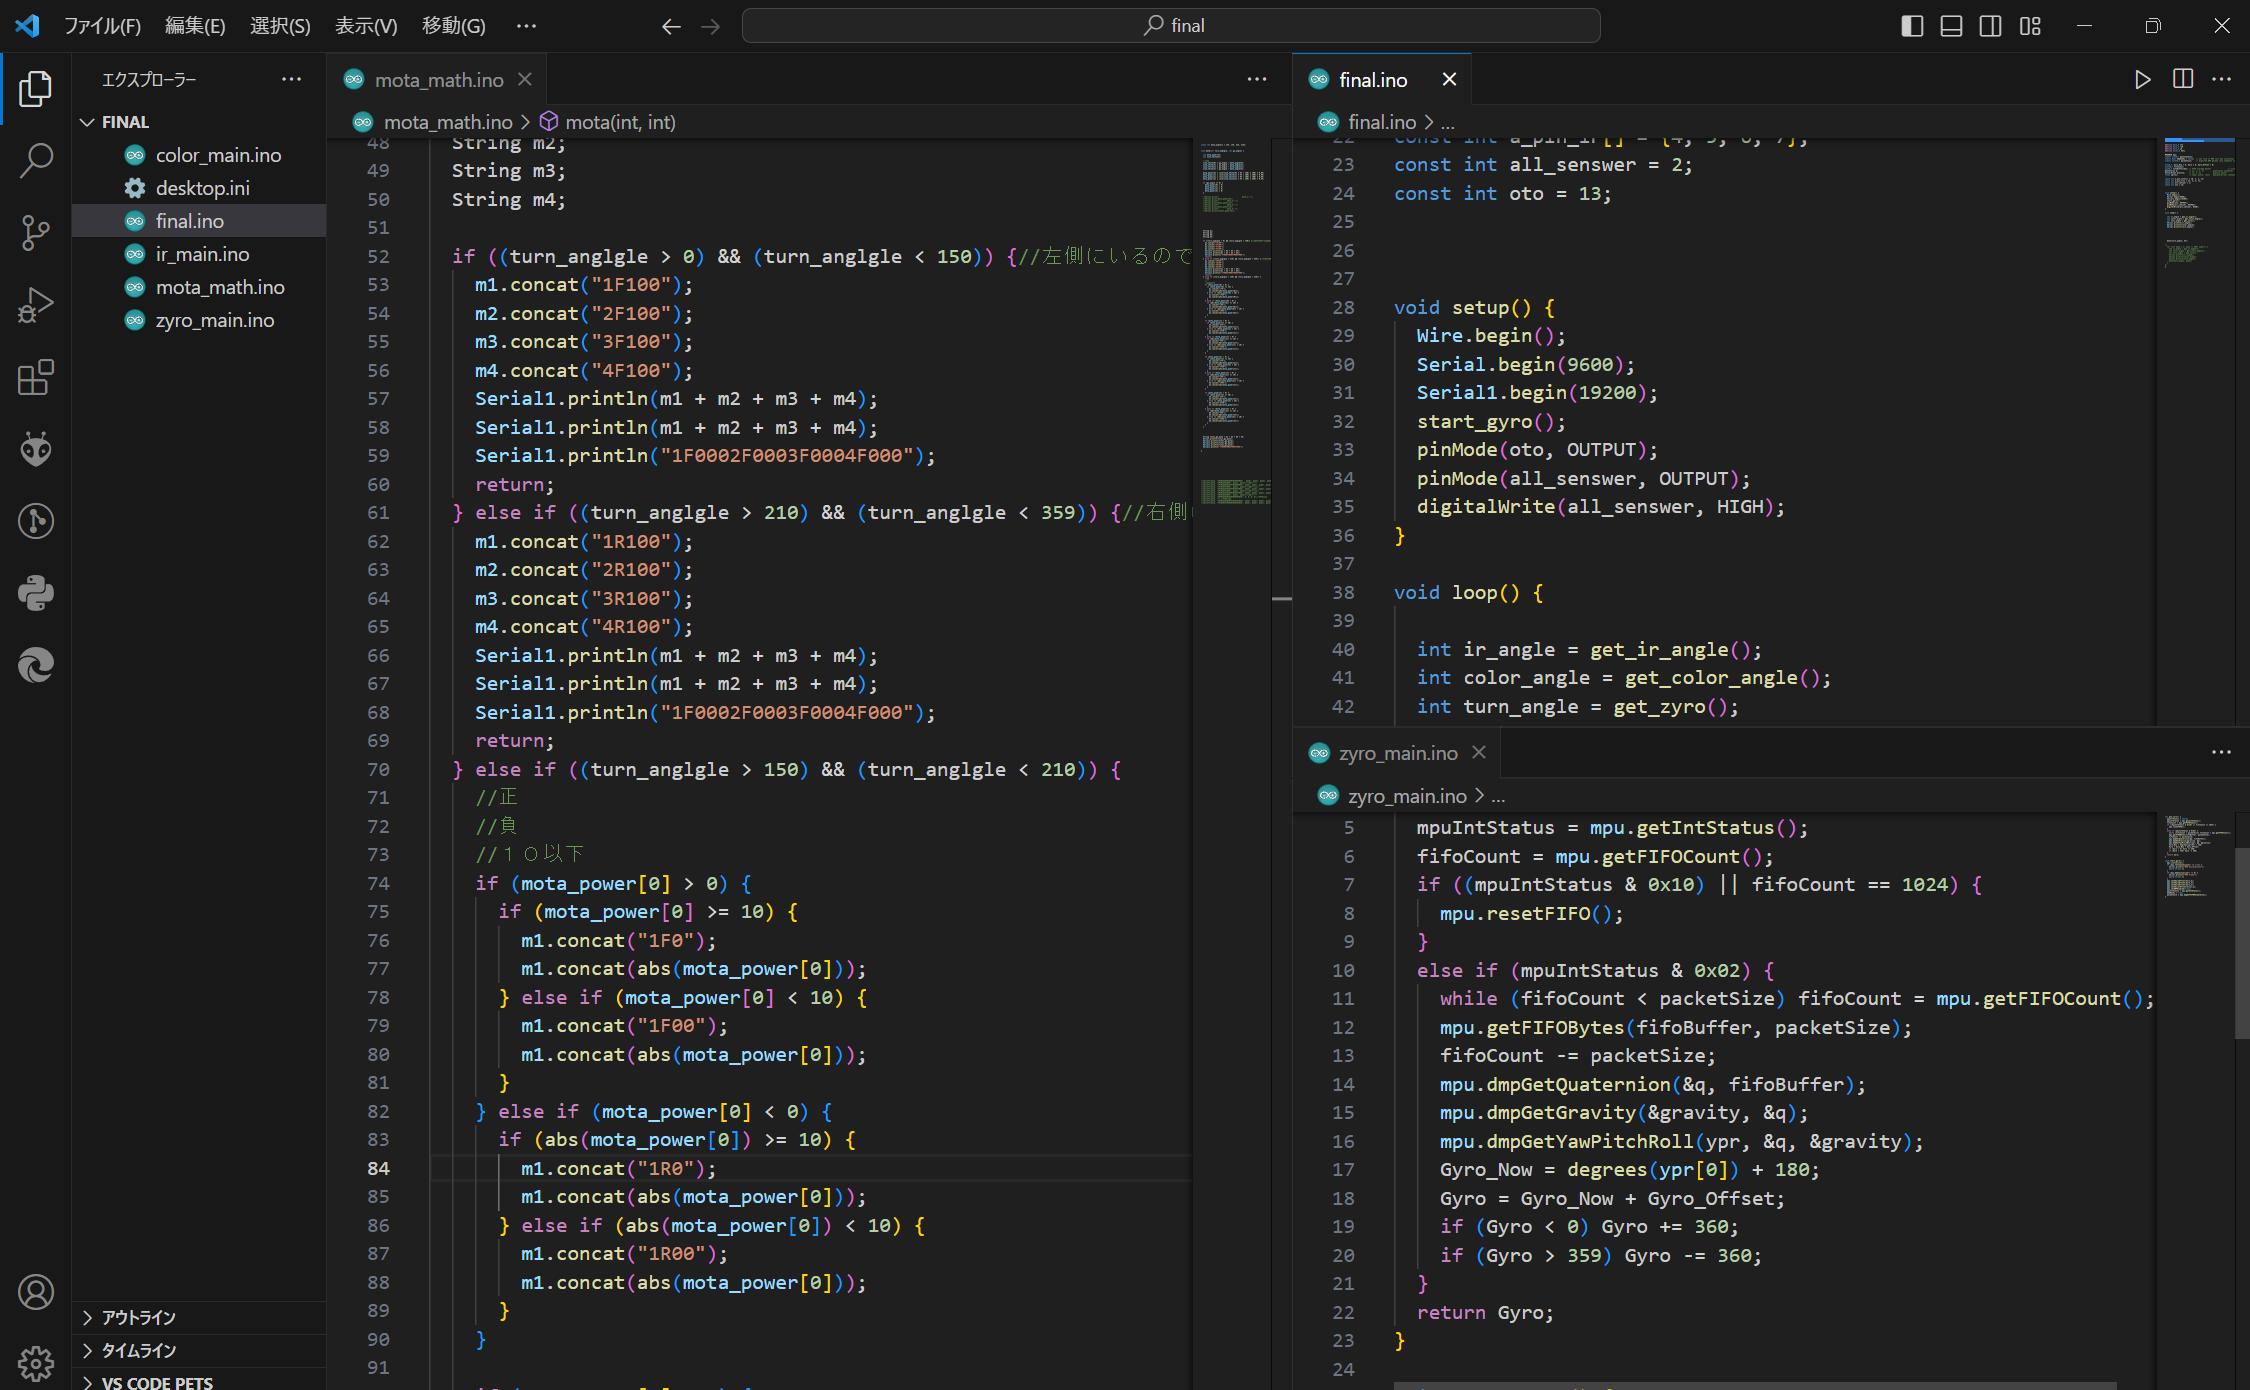 ファイル(F) 編集(E) 選択(S) 表示(V) 移動(G) ··· final
エクスプローラー ···
FINAL
color_main.ino
desktop.ini
final.ino
ir_main.ino
mota_math.ino
zyro_main.ino
アウトライン
タイムライン
VS CODE PETS
mota_math.ino
mota_math.ino > mota(int, int)
48 String m2;
49 String m3;
50 String m4;
51
52 if ((turn_anglgle > 0) && (turn_anglgle < 150)) {//左側にいるので
53 m1.concat("1F100");
54 m2.concat("2F100");
55 m3.concat("3F100");
56 m4.concat("4F100");
57 Serial1.println(m1 + m2 + m3 + m4);
58 Serial1.println(m1 + m2 + m3 + m4);
59 Serial1.println("1F0002F0003F0004F000");
60 return;
61 } else if ((turn_anglgle > 210) && (turn_anglgle < 359)) {//右側
62 m1.concat("1R100");
63 m2.concat("2R100");
64 m3.concat("3R100");
65 m4.concat("4R100");
66 Serial1.println(m1 + m2 + m3 + m4);
67 Serial1.println(m1 + m2 + m3 + m4);
68 Serial1.println("1F0002F0003F0004F000");
69 return;
70 } else if ((turn_anglgle > 150) && (turn_anglgle < 210)) {
71 //正
72 //負
73 //１０以下
74 if (mota_power[0] > 0) {
75 if (mota_power[0] >= 10) {
76 m1.concat("1F0");
77 m1.concat(abs(mota_power[0]));
78 } else if (mota_power[0] < 10) {
79 m1.concat("1F00");
80 m1.concat(abs(mota_power[0]));
81 }
82 } else if (mota_power[0] < 0) {
83 if (abs(mota_power[0]) >= 10) {
84 m1.concat("1R0");
85 m1.concat(abs(mota_power[0]));
86 } else if (abs(mota_power[0]) < 10) {
87 m1.concat("1R00");
88 m1.concat(abs(mota_power[0]));
89 }
90 }
91
final.ino
final.ino > ...
22 const int a_pin_ir[] = {4, 5, 6, 7};
23 const int all_senswer = 2;
24 const int oto = 13;
25
26
27
28 void setup() {
29 Wire.begin();
30 Serial.begin(9600);
31 Serial1.begin(19200);
32 start_gyro();
33 pinMode(oto, OUTPUT);
34 pinMode(all_senswer, OUTPUT);
35 digitalWrite(all_senswer, HIGH);
36 }
37
38 void loop() {
39
40 int ir_angle = get_ir_angle();
41 int color_angle = get_color_angle();
42 int turn_angle = get_zyro();
zyro_main.ino
zyro_main.ino > ...
5 mpuIntStatus = mpu.getIntStatus();
6 fifoCount = mpu.getFIFOCount();
7 if ((mpuIntStatus & 0x10) || fifoCount == 1024) {
8 mpu.resetFIFO();
9 }
10 else if (mpuIntStatus & 0x02) {
11 while (fifoCount < packetSize) fifoCount = mpu.getFIFOCount();
12 mpu.getFIFOBytes(fifoBuffer, packetSize);
13 fifoCount -= packetSize;
14 mpu.dmpGetQuaternion(&q, fifoBuffer);
15 mpu.dmpGetGravity(&gravity, &q);
16 mpu.dmpGetYawPitchRoll(ypr, &q, &gravity);
17 Gyro_Now = degrees(ypr[0]) + 180;
18 Gyro = Gyro_Now + Gyro_Offset;
19 if (Gyro < 0) Gyro += 360;
20 if (Gyro > 359) Gyro -= 360;
21 }
22 return Gyro;
23 }
24